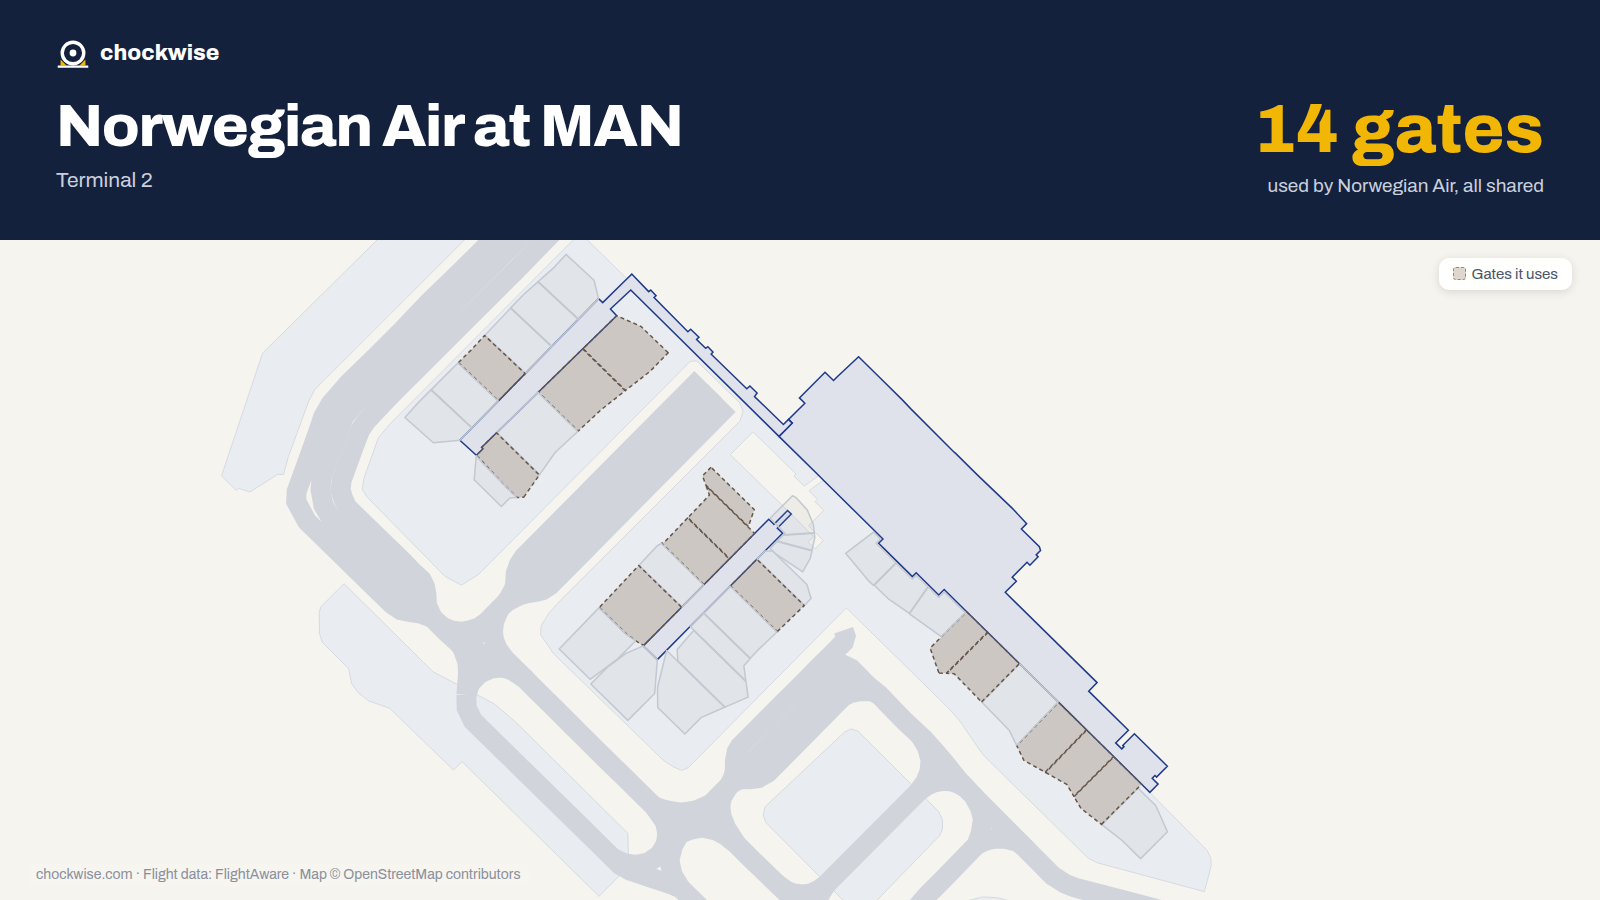 chockwise
Norwegian Air at MAN
Terminal 2
14 gates
used by Norwegian Air, all shared
Gates it uses
chockwise.com · Flight data: FlightAware · Map © OpenStreetMap contributors